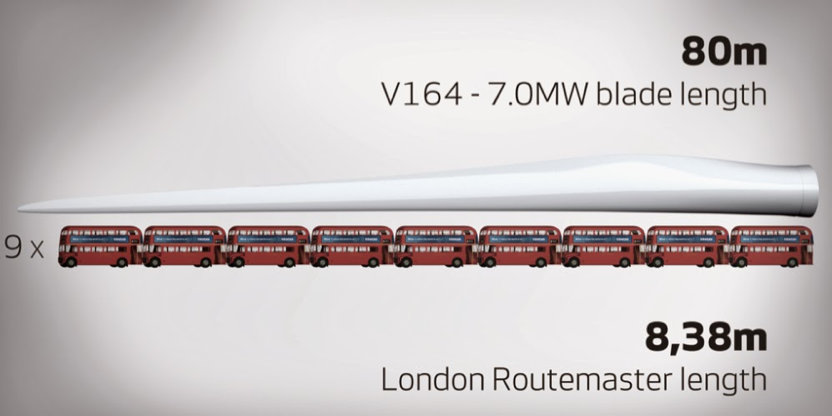 80m
V164 - 7.0MW blade length
9 x
8,38m
London Routemaster length